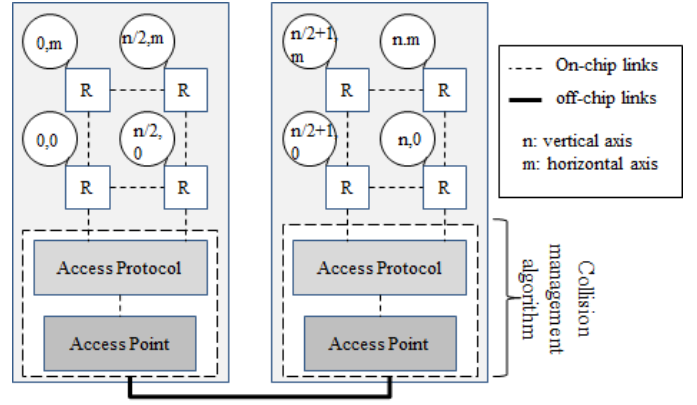 0,m
n/2,m
R
R
0,0
n/2,
0
R
R
Access Protocol
Access Point
n/2+1,
m
n.m
R
R
n/2+1,
0
n,0
R
R
Access Protocol
Access Point
On-chip links
off-chip links
n: vertical axis
m: horizontal axis
Collision
management
algorithm